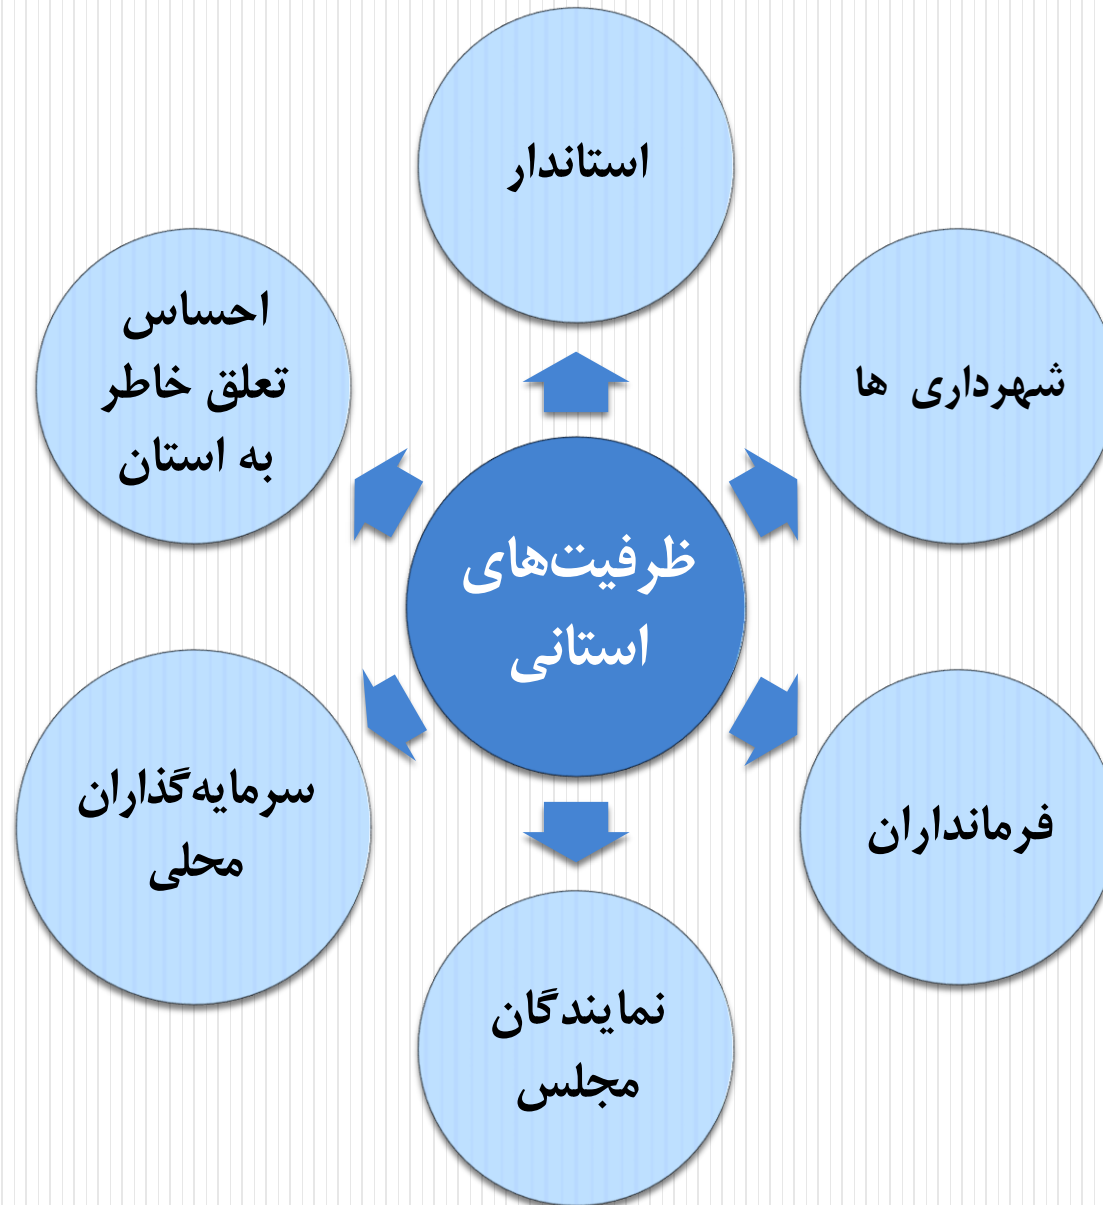 استاندار
شهرداری ها
فرمانداران
نمایندگان
مجلس
سرمایه‌گذاران
محلی
احساس
تعلق خاطر
به استان
ظرفیت‌های
استانی